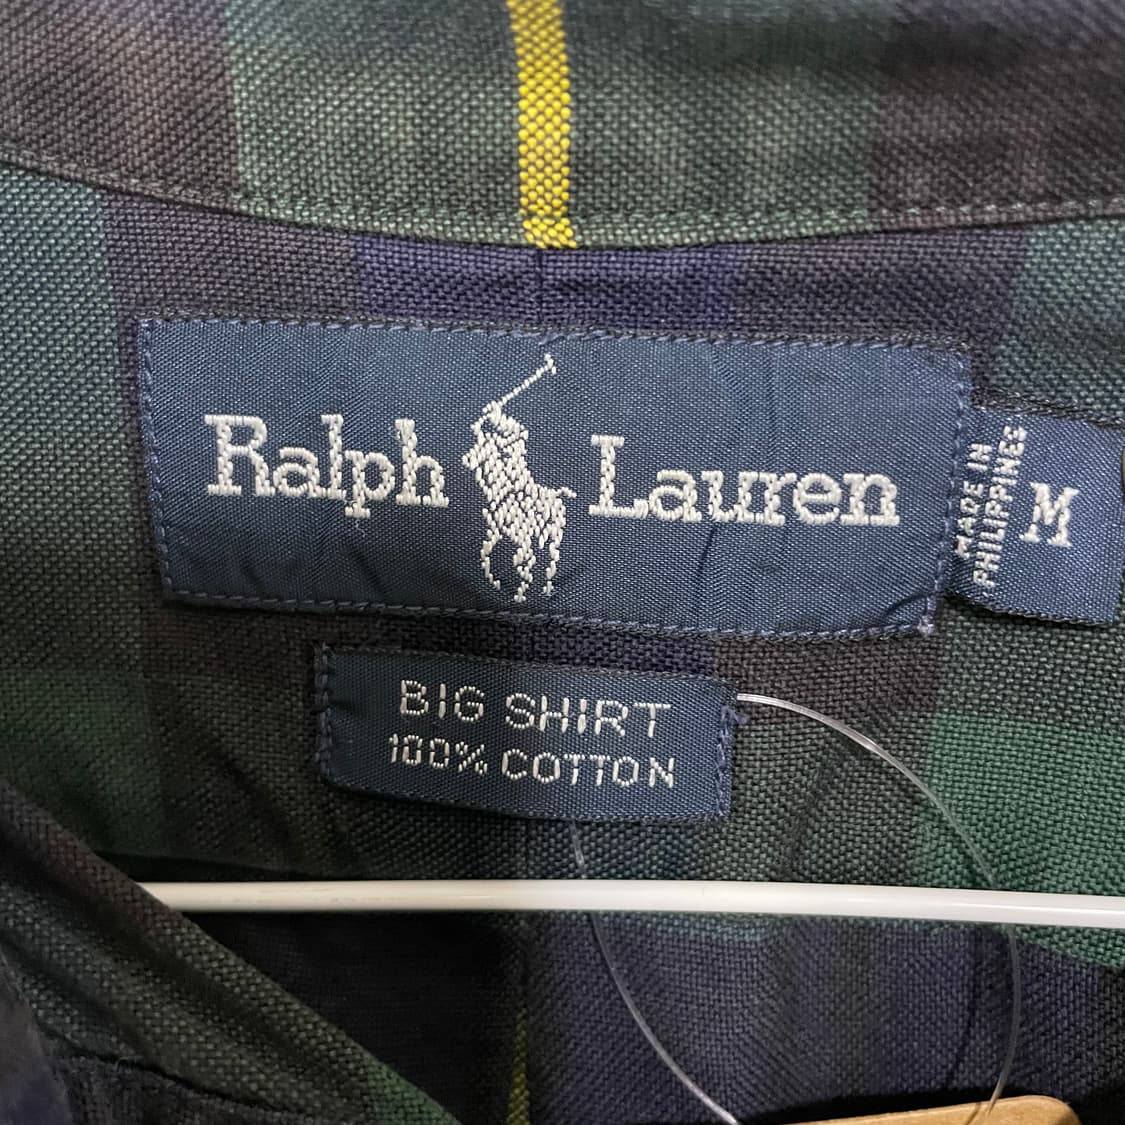 Ralph Lauren
MADE IN
PHILIPPINES
M
BIG SHIRT
100% COTTON